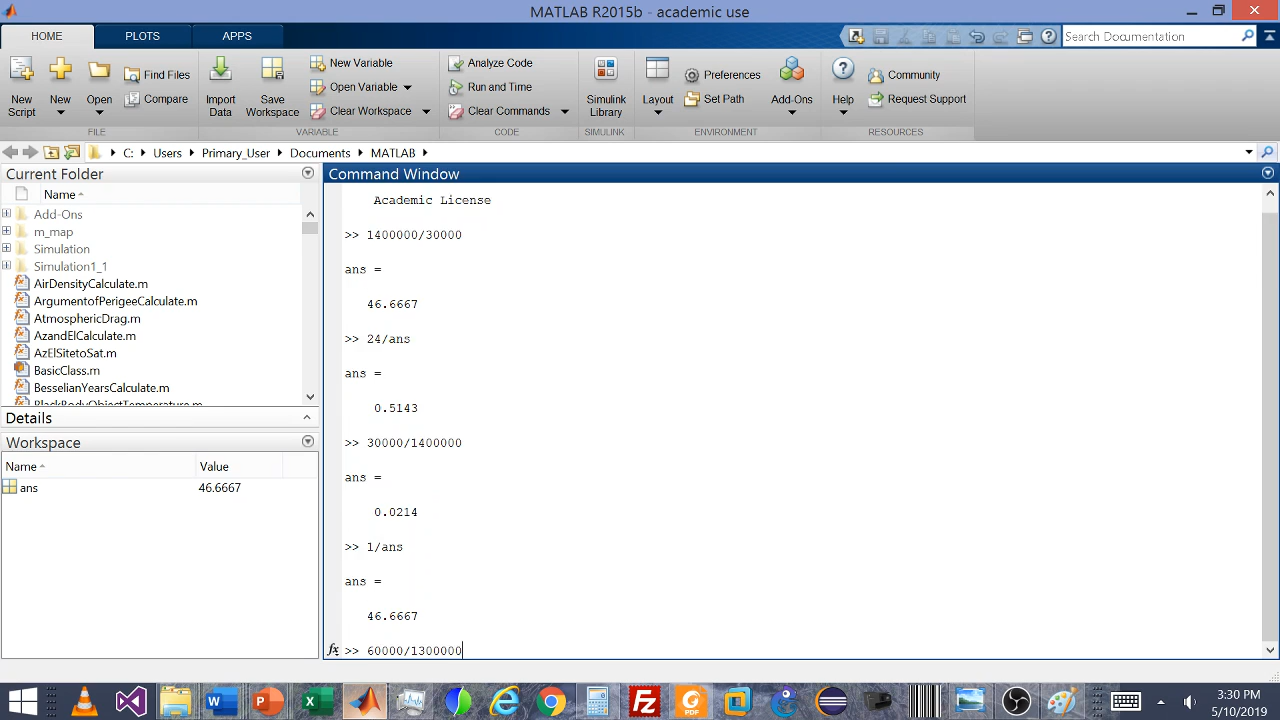 MATLAB R2015b - academic use
HOME PLOTS APPS
Search Documentation
New Script
New
Open
Find Files
Compare
FILE
Import Data
Save Workspace
New Variable
Open Variable
Clear Workspace
VARIABLE
Analyze Code
Run and Time
Clear Commands
CODE
Simulink Library
SIMULINK
Layout
Preferences
Set Path
Add-Ons
ENVIRONMENT
Help
Community
Request Support
RESOURCES
C: Users Primary_User Documents MATLAB
Current Folder
Name
Add-Ons
m_map
Simulation
Simulation1_1
AirDensityCalculate.m
ArgumentofPerigeeCalculate.m
AtmosphericDrag.m
AzandElCalculate.m
AzElSitetoSat.m
BasicClass.m
BesselianYearsCalculate.m
BlackBodyObjectTemperature.m
Details
Workspace
Name Value
ans 46.6667
Command Window
Academic License
>> 1400000/30000
ans =
46.6667
>> 24/ans
ans =
0.5143
>> 30000/1400000
ans =
0.0214
>> 1/ans
ans =
46.6667
fx >> 60000/1300000
3:30 PM
5/10/2019